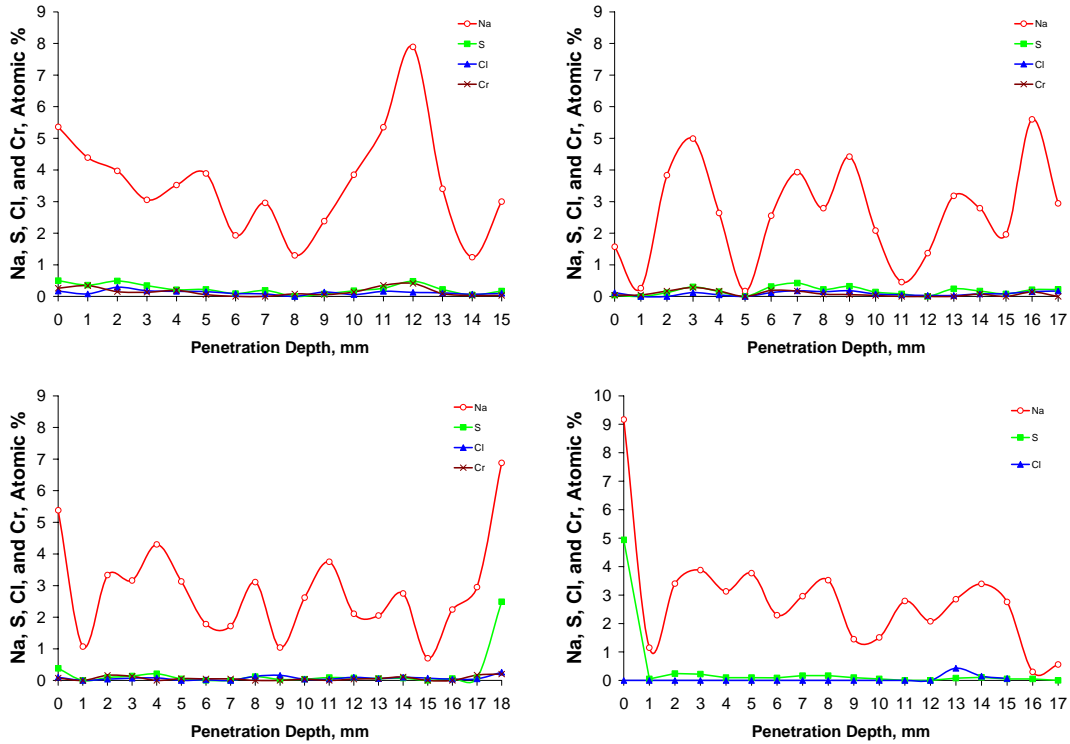 Na, S, Cl, and Cr, Atomic %
9
8
7
6
5
4
3
2
1
0
Na
S
Cl
Cr
0 1 2 3 4 5 6 7 8 9 10 11 12 13 14 15
Penetration Depth, mm
Na, S, Cl, and Cr, Atomic %
9
8
7
6
5
4
3
2
1
0
Na
S
Cl
Cr
0 1 2 3 4 5 6 7 8 9 10 11 12 13 14 15 16 17
Penetration Depth, mm
Na, S, Cl, and Cr, Atomic %
9
8
7
6
5
4
3
2
1
0
Na
S
Cl
Cr
0 1 2 3 4 5 6 7 8 9 10 11 12 13 14 15 16 17 18
Penetration Depth, mm
Na, S, Cl, and Cr, Atomic %
10
9
8
7
6
5
4
3
2
1
0
Na
S
Cl
0 1 2 3 4 5 6 7 8 9 10 11 12 13 14 15 16 17
Penetration Depth, mm